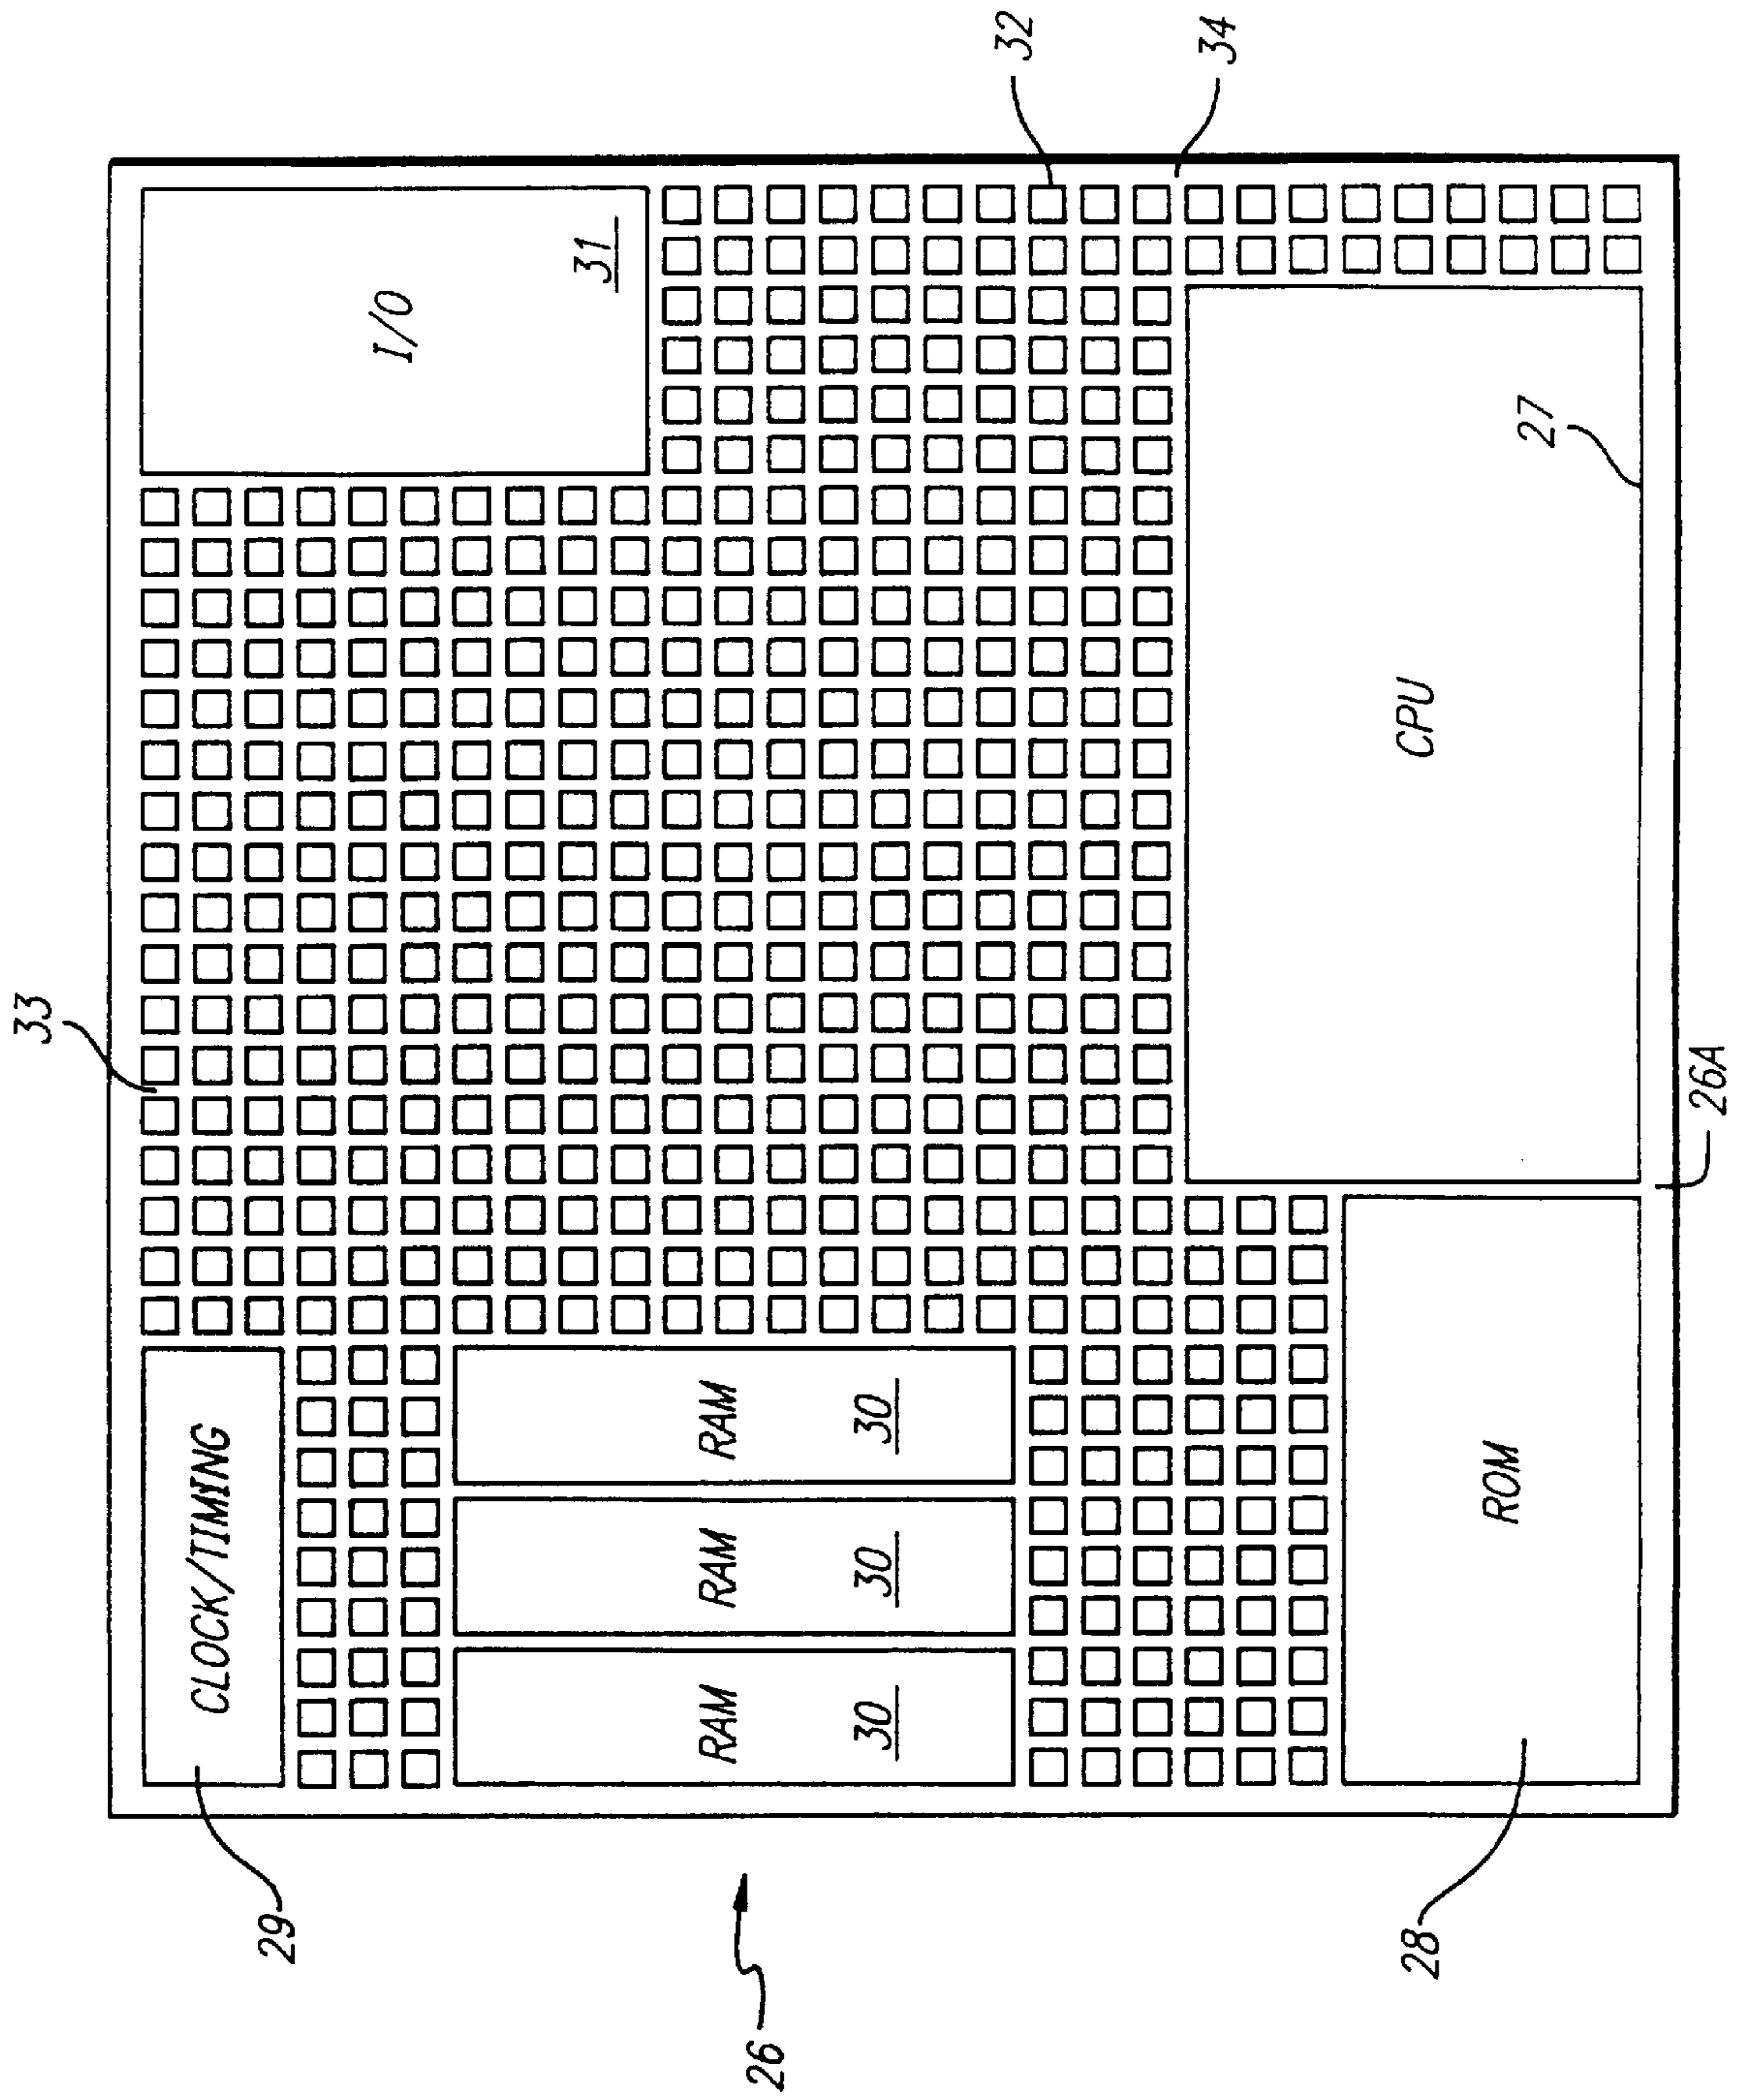 33
CLOCK/TIMING
29
I/O
31
RAM
RAM
RAM
26
30
30
30
32
34
28
CPU
ROM
27
26A